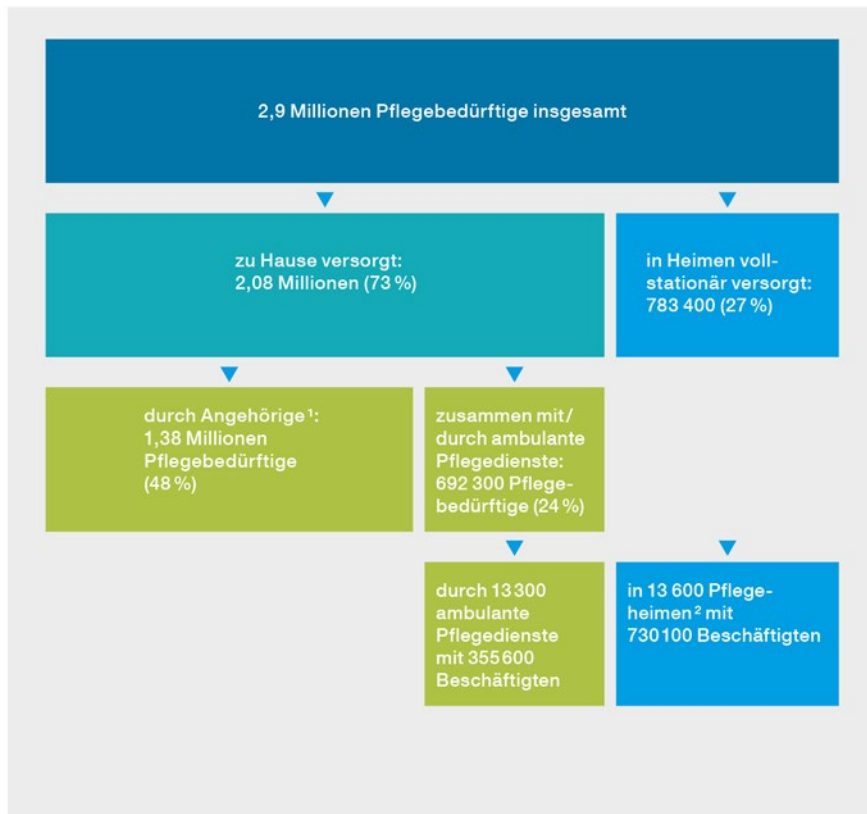 2,9 Millionen Pflegebedürftige insgesamt
zu Hause versorgt:
2,08 Millionen (73 %)
in Heimen voll-
stationär versorgt:
783 400 (27 %)
durch Angehörige¹:
1,38 Millionen
Pflegebedürftige
(48 %)
zusammen mit/
durch ambulante
Pflegedienste:
692 300 Pflege-
bedürftige (24 %)
durch 13 300
ambulante
Pflegedienste
mit 355 600
Beschäftigten
in 13 600 Pflege-
heimen² mit
730 100 Beschäftigten